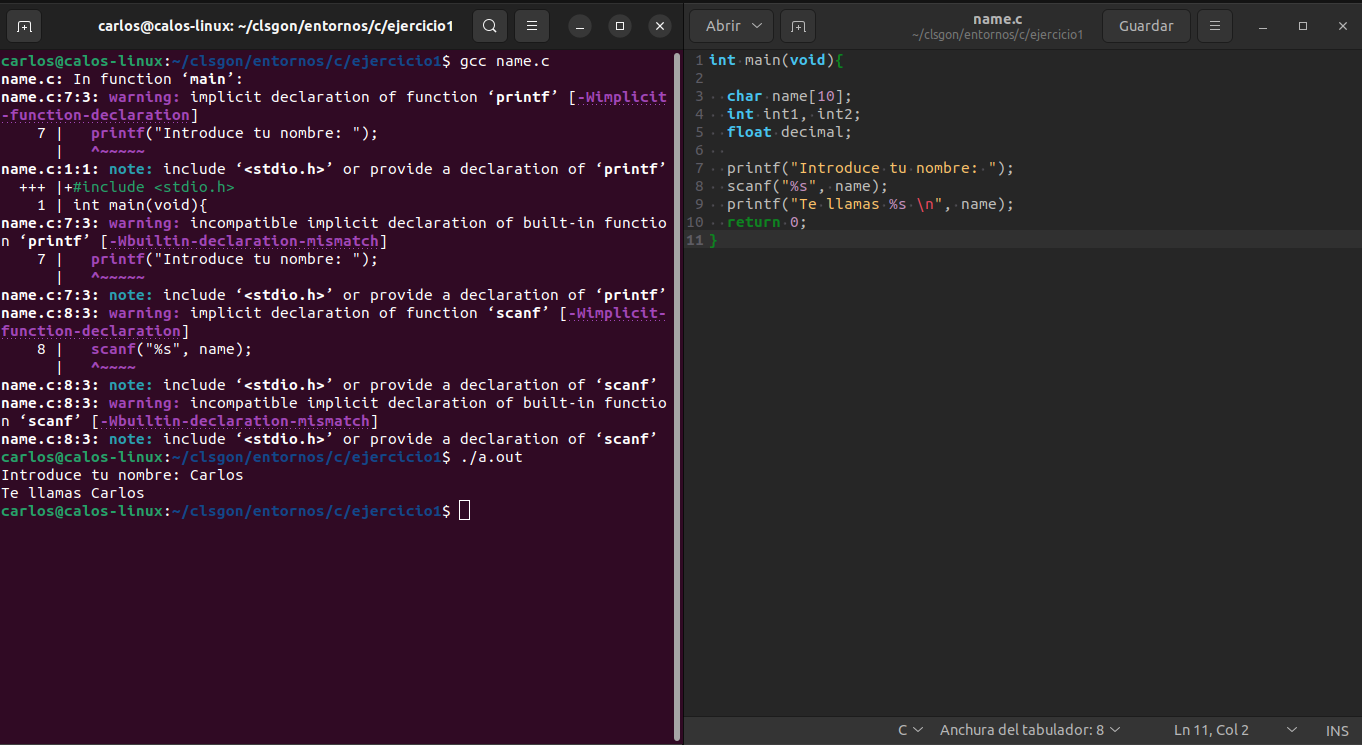 carlos@calos-linux: ~/clsgon/entornos/c/ejercicio1
carlos@calos-linux:~/clsgon/entornos/c/ejercicio1$ gcc name.c
name.c: In function ‘main’:
name.c:7:3: warning: implicit declaration of function ‘printf’ [-Wimplicit
-function-declaration]
    7 |   printf("Introduce tu nombre: ");
      |   ^~~~~~
name.c:1:1: note: include ‘<stdio.h>’ or provide a declaration of ‘printf’
  +++ |+#include <stdio.h>
    1 | int main(void){
name.c:7:3: warning: incompatible implicit declaration of built-in functio
n ‘printf’ [-Wbuiltin-declaration-mismatch]
    7 |   printf("Introduce tu nombre: ");
      |   ^~~~~~
name.c:7:3: note: include ‘<stdio.h>’ or provide a declaration of ‘printf’
name.c:8:3: warning: implicit declaration of function ‘scanf’ [-Wimplicit-
function-declaration]
    8 |   scanf("%s", name);
      |   ^~~~~
name.c:8:3: note: include ‘<stdio.h>’ or provide a declaration of ‘scanf’
name.c:8:3: warning: incompatible implicit declaration of built-in functio
n ‘scanf’ [-Wbuiltin-declaration-mismatch]
name.c:8:3: note: include ‘<stdio.h>’ or provide a declaration of ‘scanf’
carlos@calos-linux:~/clsgon/entornos/c/ejercicio1$ ./a.out
Introduce tu nombre: Carlos
Te llamas Carlos
carlos@calos-linux:~/clsgon/entornos/c/ejercicio1$
Abrir
name.c
~/clsgon/entornos/c/ejercicio1
Guardar
1 int main(void){
2
3   char name[10];
4   int int1, int2;
5   float decimal;
6
7   printf("Introduce tu nombre: ");
8   scanf("%s", name);
9   printf("Te llamas %s \n", name);
10   return 0;
11 }
C Anchura del tabulador: 8 Ln 11, Col 2 INS